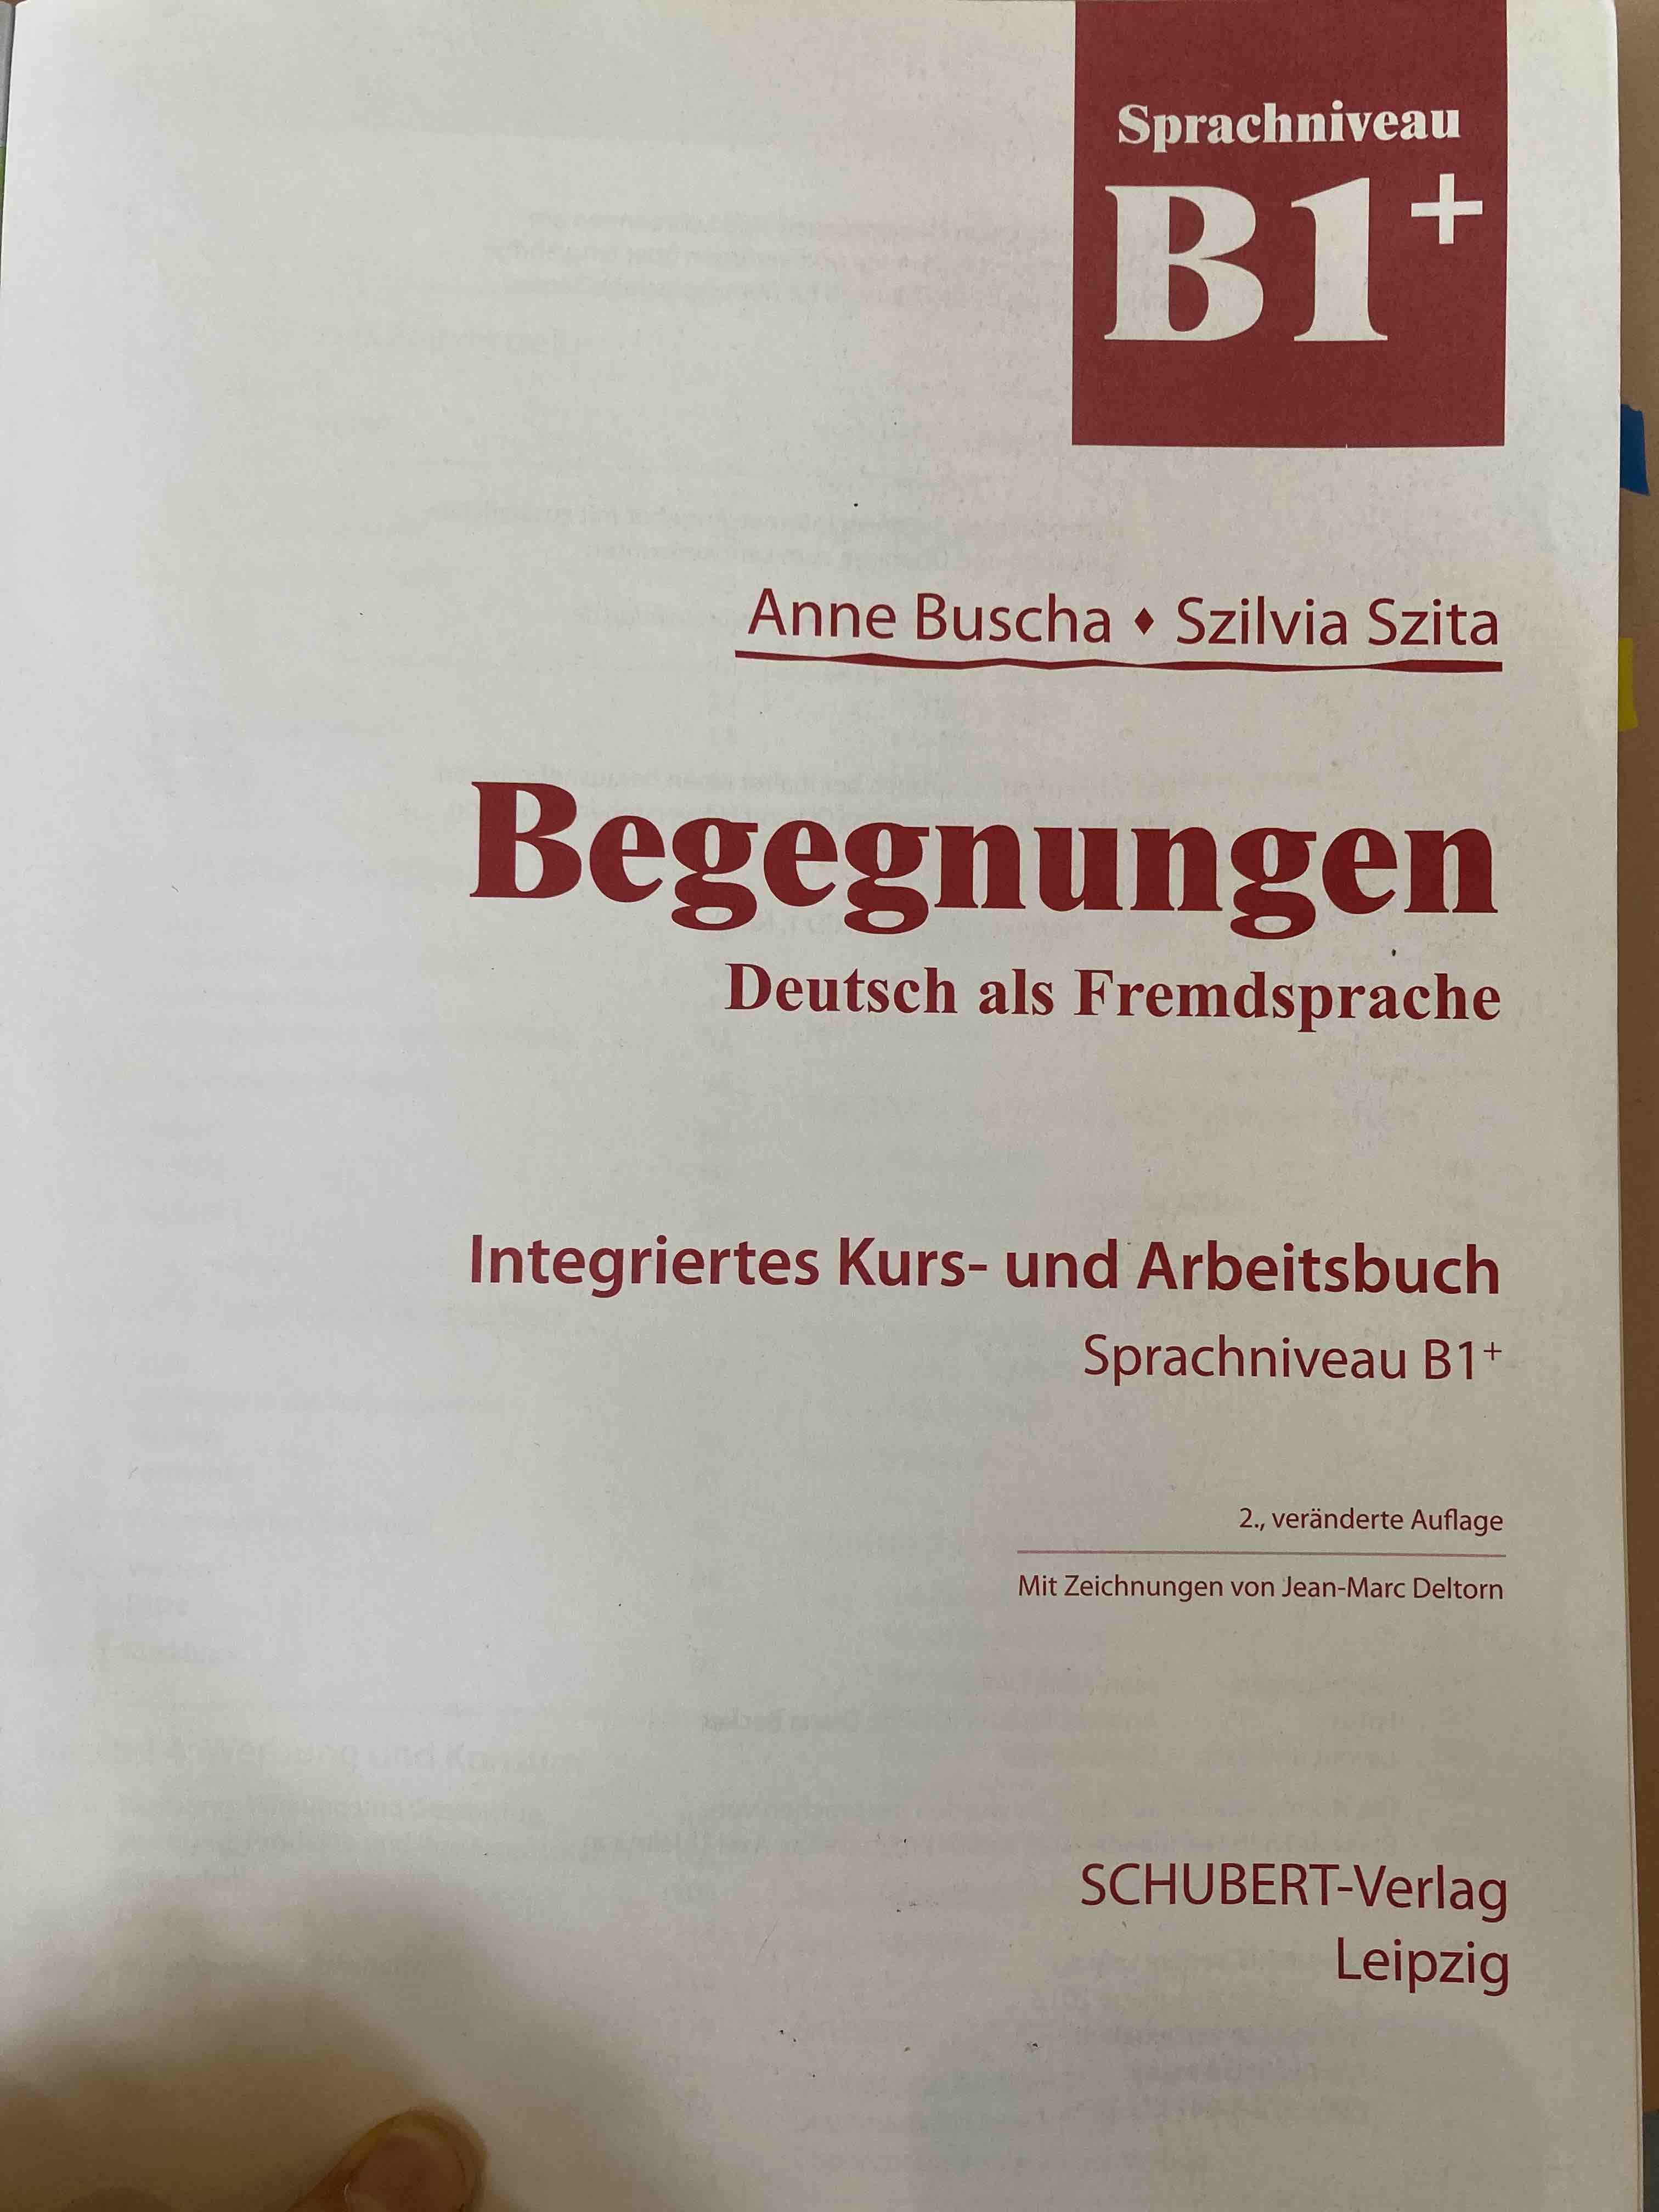 Sprachniveau
B1+
Anne Buscha ♦ Szilvia Szita
Begegnungen
Deutsch als Fremdsprache
Integriertes Kurs- und Arbeitsbuch
Sprachniveau B1+
2., veränderte Auflage
Mit Zeichnungen von Jean-Marc Deltorn
SCHUBERT-Verlag
Leipzig